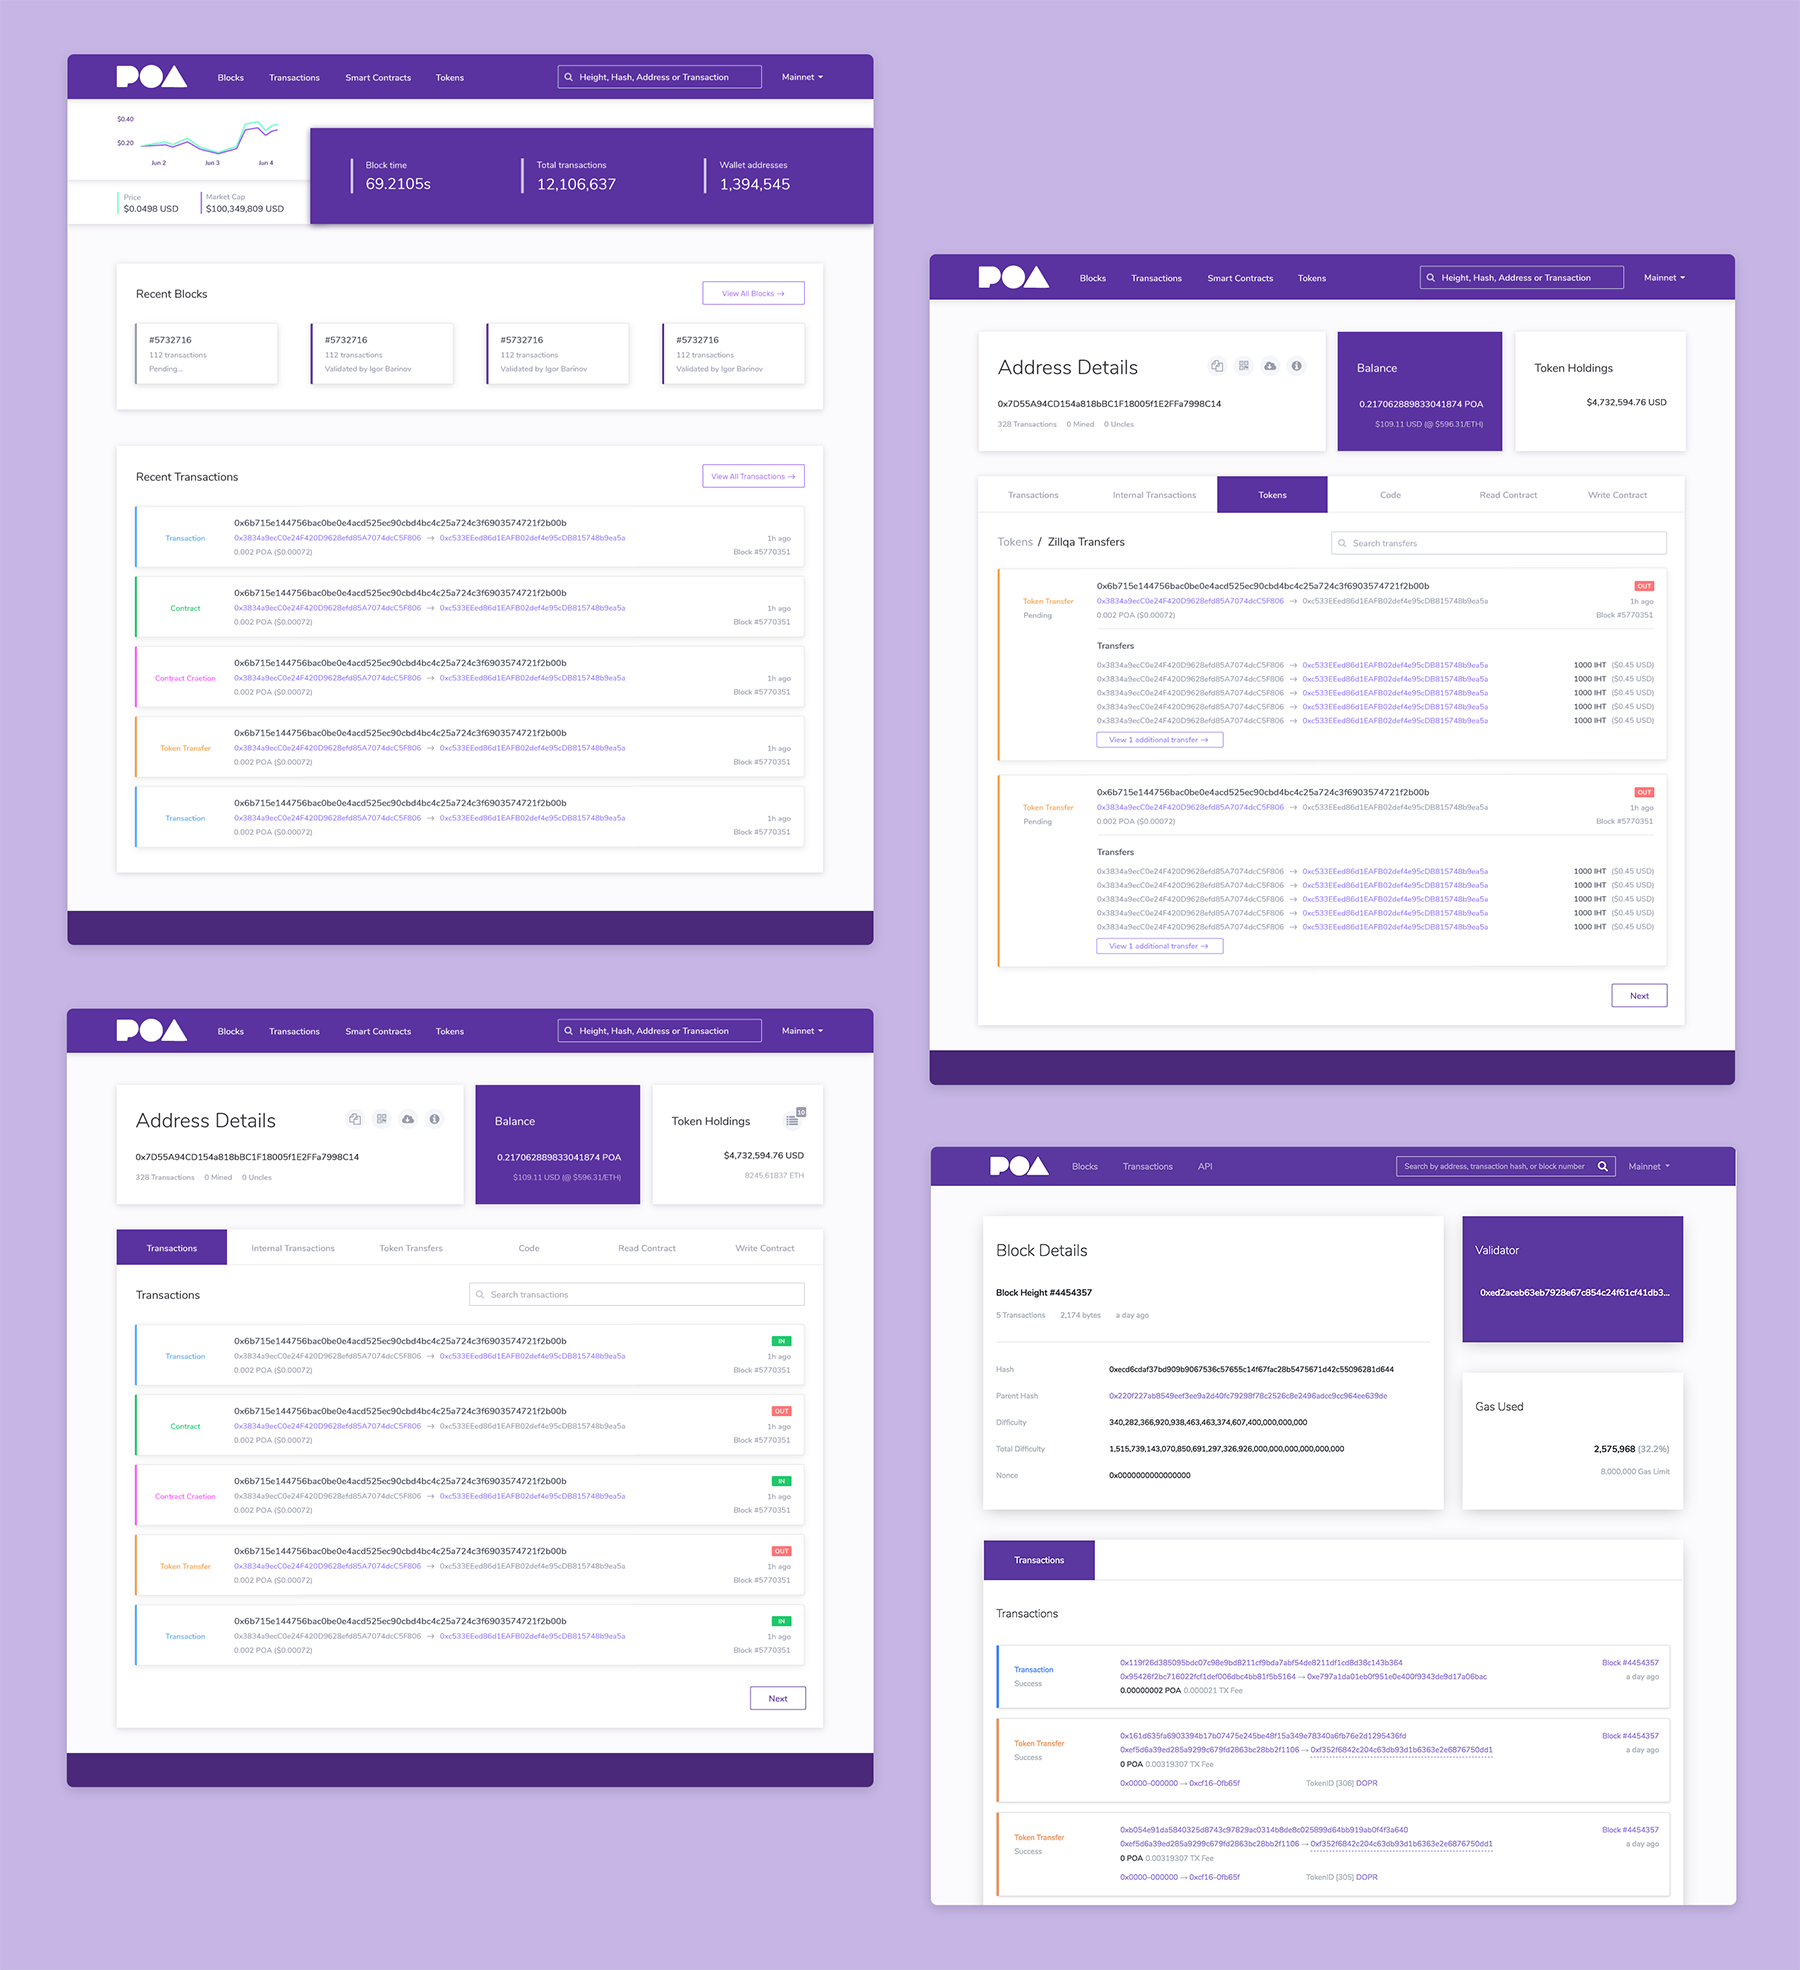 POA Blocks Transactions Smart Contracts Tokens Height, Hash, Address or Transaction Mainnet
$0.40
$0.20
Jun 2 Jun 3 Jun 4
Price Market Cap
$0.0498 USD $100,349,809 USD
Block time Total transactions Wallet addresses
69.2105s 12,106,637 1,394,545
Recent Blocks View All Blocks →
#5732716 #5732716 #5732716 #5732716
112 transactions 112 transactions 112 transactions 112 transactions
Pending... Validated by Igor Barinov Validated by Igor Barinov Validated by Igor Barinov
Recent Transactions View All Transactions →
0x6b715e144756bac0be0e4acd525ec90cbd4bc4c25a724c3f6903574721f2b00b
Transaction 0x3834a9ecC0e24F420D9628efd85A7074dcC5F806 → 0xc533EEed86d1EAFB02def4e95cDB815748b9ea5a 1h ago
0.002 POA ($0.00072) Block #5770351
0x6b715e144756bac0be0e4acd525ec90cbd4bc4c25a724c3f6903574721f2b00b
Contract 0x3834a9ecC0e24F420D9628efd85A7074dcC5F806 → 0xc533EEed86d1EAFB02def4e95cDB815748b9ea5a 1h ago
0.002 POA ($0.00072) Block #5770351
0x6b715e144756bac0be0e4acd525ec90cbd4bc4c25a724c3f6903574721f2b00b
Contract Craetion 0x3834a9ecC0e24F420D9628efd85A7074dcC5F806 → 0xc533EEed86d1EAFB02def4e95cDB815748b9ea5a 1h ago
0.002 POA ($0.00072) Block #5770351
0x6b715e144756bac0be0e4acd525ec90cbd4bc4c25a724c3f6903574721f2b00b
Token Transfer 0x3834a9ecC0e24F420D9628efd85A7074dcC5F806 → 0xc533EEed86d1EAFB02def4e95cDB815748b9ea5a 1h ago
0.002 POA ($0.00072) Block #5770351
0x6b715e144756bac0be0e4acd525ec90cbd4bc4c25a724c3f6903574721f2b00b
Transaction 0x3834a9ecC0e24F420D9628efd85A7074dcC5F806 → 0xc533EEed86d1EAFB02def4e95cDB815748b9ea5a 1h ago
0.002 POA ($0.00072) Block #5770351
POA Blocks Transactions Smart Contracts Tokens Height, Hash, Address or Transaction Mainnet
Address Details Balance Token Holdings
0x7D55A94CD154a818bBC1F18005f1E2FFa7998C14 0.217062889833041874 POA $4,732,594.76 USD
328 Transactions 0 Mined 0 Uncles $109.11 USD (@ $596.31/ETH)
Transactions Internal Transactions Tokens Code Read Contract Write Contract
Tokens / Zillqa Transfers Search transfers
0x6b715e144756bac0be0e4acd525ec90cbd4bc4c25a724c3f6903574721f2b00b OUT
Token Transfer 0x3834a9ecC0e24F420D9628efd85A7074dcC5F806 → 0xc533EEed86d1EAFB02def4e95cDB815748b9ea5a 1h ago
Pending 0.002 POA ($0.00072) Block #5770351
Transfers
0x3834a9ecC0e24F420D9628efd85A7074dcC5F806 → 0xc533EEed86d1EAFB02def4e95cDB815748b9ea5a 1000 IHT ($0.45 USD)
0x3834a9ecC0e24F420D9628efd85A7074dcC5F806 → 0xc533EEed86d1EAFB02def4e95cDB815748b9ea5a 1000 IHT ($0.45 USD)
0x3834a9ecC0e24F420D9628efd85A7074dcC5F806 → 0xc533EEed86d1EAFB02def4e95cDB815748b9ea5a 1000 IHT ($0.45 USD)
0x3834a9ecC0e24F420D9628efd85A7074dcC5F806 → 0xc533EEed86d1EAFB02def4e95cDB815748b9ea5a 1000 IHT ($0.45 USD)
0x3834a9ecC0e24F420D9628efd85A7074dcC5F806 → 0xc533EEed86d1EAFB02def4e95cDB815748b9ea5a 1000 IHT ($0.45 USD)
View 1 additional transfer →
0x6b715e144756bac0be0e4acd525ec90cbd4bc4c25a724c3f6903574721f2b00b OUT
Token Transfer 0x3834a9ecC0e24F420D9628efd85A7074dcC5F806 → 0xc533EEed86d1EAFB02def4e95cDB815748b9ea5a 1h ago
Pending 0.002 POA ($0.00072) Block #5770351
Transfers
0x3834a9ecC0e24F420D9628efd85A7074dcC5F806 → 0xc533EEed86d1EAFB02def4e95cDB815748b9ea5a 1000 IHT ($0.45 USD)
0x3834a9ecC0e24F420D9628efd85A7074dcC5F806 → 0xc533EEed86d1EAFB02def4e95cDB815748b9ea5a 1000 IHT ($0.45 USD)
0x3834a9ecC0e24F420D9628efd85A7074dcC5F806 → 0xc533EEed86d1EAFB02def4e95cDB815748b9ea5a 1000 IHT ($0.45 USD)
0x3834a9ecC0e24F420D9628efd85A7074dcC5F806 → 0xc533EEed86d1EAFB02def4e95cDB815748b9ea5a 1000 IHT ($0.45 USD)
0x3834a9ecC0e24F420D9628efd85A7074dcC5F806 → 0xc533EEed86d1EAFB02def4e95cDB815748b9ea5a 1000 IHT ($0.45 USD)
View 1 additional transfer →
Next
POA Blocks Transactions Smart Contracts Tokens Height, Hash, Address or Transaction Mainnet
Address Details Balance Token Holdings 10
0x7D55A94CD154a818bBC1F18005f1E2FFa7998C14 0.217062889833041874 POA $4,732,594.76 USD
328 Transactions 0 Mined 0 Uncles $109.11 USD (@ $596.31/ETH) 8245.61837 ETH
Transactions Internal Transactions Token Transfers Code Read Contract Write Contract
Transactions Search transactions
0x6b715e144756bac0be0e4acd525ec90cbd4bc4c25a724c3f6903574721f2b00b IN
Transaction 0x3834a9ecC0e24F420D9628efd85A7074dcC5F806 → 0xc533EEed86d1EAFB02def4e95cDB815748b9ea5a 1h ago
0.002 POA ($0.00072) Block #5770351
0x6b715e144756bac0be0e4acd525ec90cbd4bc4c25a724c3f6903574721f2b00b OUT
Contract 0x3834a9ecC0e24F420D9628efd85A7074dcC5F806 → 0xc533EEed86d1EAFB02def4e95cDB815748b9ea5a 1h ago
0.002 POA ($0.00072) Block #5770351
0x6b715e144756bac0be0e4acd525ec90cbd4bc4c25a724c3f6903574721f2b00b IN
Contract Craetion 0x3834a9ecC0e24F420D9628efd85A7074dcC5F806 → 0xc533EEed86d1EAFB02def4e95cDB815748b9ea5a 1h ago
0.002 POA ($0.00072) Block #5770351
0x6b715e144756bac0be0e4acd525ec90cbd4bc4c25a724c3f6903574721f2b00b OUT
Token Transfer 0x3834a9ecC0e24F420D9628efd85A7074dcC5F806 → 0xc533EEed86d1EAFB02def4e95cDB815748b9ea5a 1h ago
0.002 POA ($0.00072) Block #5770351
0x6b715e144756bac0be0e4acd525ec90cbd4bc4c25a724c3f6903574721f2b00b IN
Transaction 0x3834a9ecC0e24F420D9628efd85A7074dcC5F806 → 0xc533EEed86d1EAFB02def4e95cDB815748b9ea5a 1h ago
0.002 POA ($0.00072) Block #5770351
Next
POA Blocks Transactions API Search by address, transaction hash, or block number Mainnet
Block Details Validator
Block Height #4454357 0xed2aceb63eb7928e67c854c24f61cf41db3...
5 Transactions 2,174 bytes a day ago
Hash 0xecd6cdaf37bd909b9067536c57655c14f67fac28b5475671d42c55096281d644
Parent Hash 0x220f227ab8549eef3ee9a2d40fc79298f78c2526c8e2496adcc9cc964ee639de
Gas Used
Difficulty 340,282,366,920,938,463,463,374,607,400,000,000,000
Total Difficulty 1,515,739,143,070,850,691,297,326,926,000,000,000,000,000,000 2,575,968 (32.2%)
Nonce 0x0000000000000000 8,000,000 Gas Limit
Transactions
Transactions
0x119f26d385095bdc07c98e9bd8211cf9bda7abf54de8211df1cd8d38c143b364 Block #4454357
Transaction 0x95426f2bc716022fcf1def006dbc4bb81f5b5164 → 0xe797a1da01eb0f951e0e400f9343de9d17a06bac a day ago
Success 0.00000002 POA 0.000021 TX Fee
0x161d635fa6903394b17b07475e245be48f15a349e78340a6fb76e2d1295436fd Block #4454357
Token Transfer 0xef5d6a39ed285a9299c679fd2863bc28bb2f1106 → 0xf352f6842c204c63db93d1b6363e2e6876750dd1 a day ago
Success 0 POA 0.00319307 TX Fee
0x0000-000000 → 0xcf16-0fb65f TokenID [306] DOPR
0xb054e91da5840325d8743c97829ac0314b8de8c025899d64bb919ab0f4f3a640 Block #4454357
Token Transfer 0xef5d6a39ed285a9299c679fd2863bc28bb2f1106 → 0xf352f6842c204c63db93d1b6363e2e6876750dd1 a day ago
Success 0 POA 0.00319307 TX Fee
0x0000-000000 → 0xcf16-0fb65f TokenID [305] DOPR